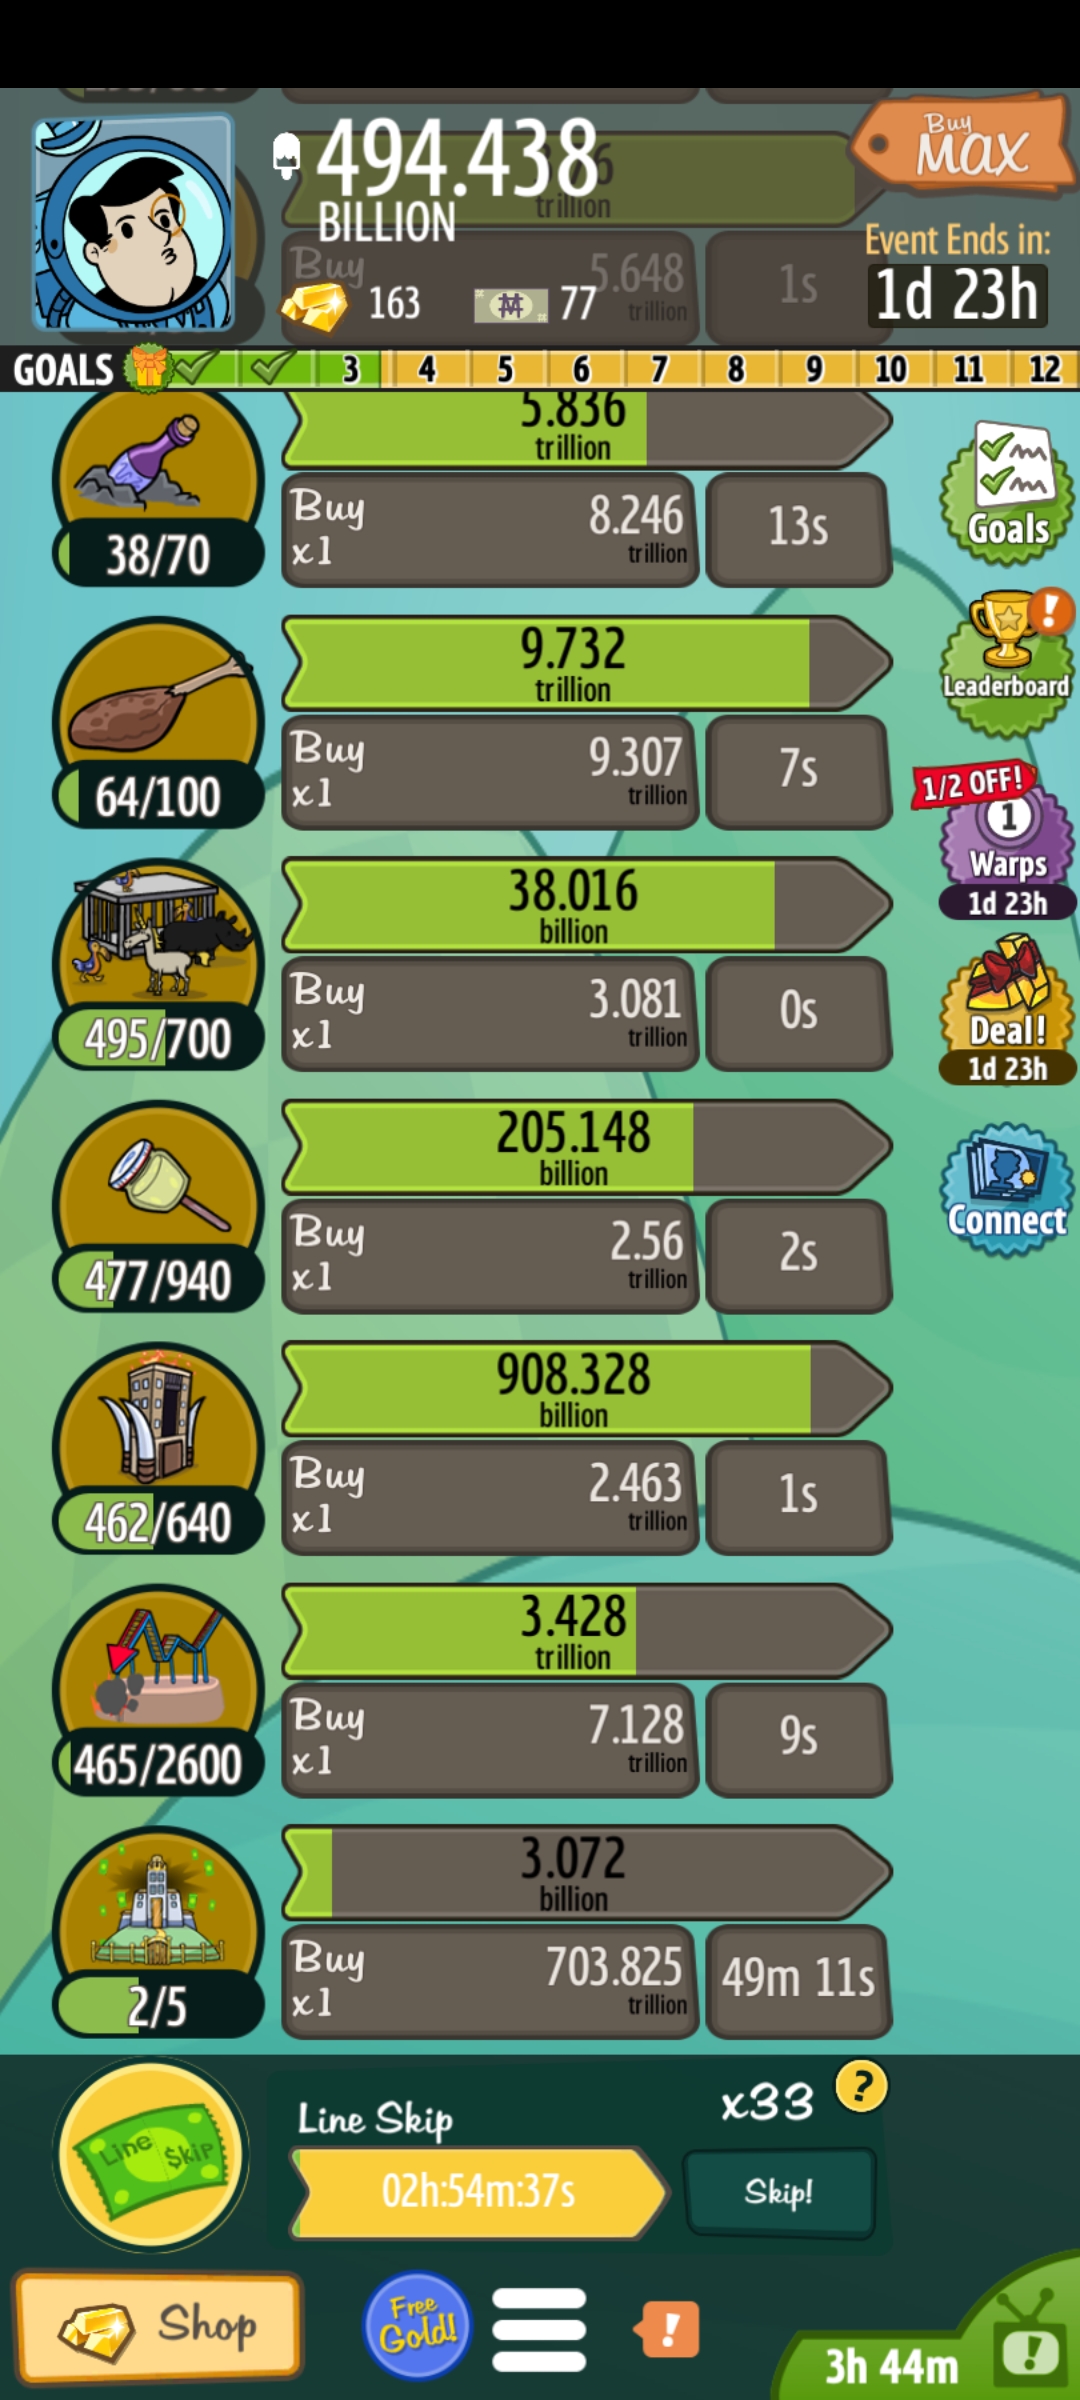 494.438
BILLION
Buy
MAX
trillion
Buy
5.648
trillion
1s
163
77
Event Ends in:
1d 23h
GOALS
3 4 5 6 7 8 9 10 11 12
5.836
trillion
38/70
Buy
x1
8.246
trillion
13s
Goals
9.732
trillion
64/100
Buy
x1
9.307
trillion
7s
Leaderboard
1/2 OFF!
1
Warps
1d 23h
38.016
billion
495/700
Buy
x1
3.081
trillion
0s
Deal!
1d 23h
205.148
billion
477/940
Buy
x1
2.56
trillion
2s
Connect
908.328
billion
462/640
Buy
x1
2.463
trillion
1s
3.428
trillion
465/2600
Buy
x1
7.128
trillion
9s
3.072
billion
2/5
Buy
x1
703.825
trillion
49m 11s
Line $kip
Line Skip
x33
?
02h:54m:37s
Skip!
Shop
Free
Gold!
!
3h 44m
!